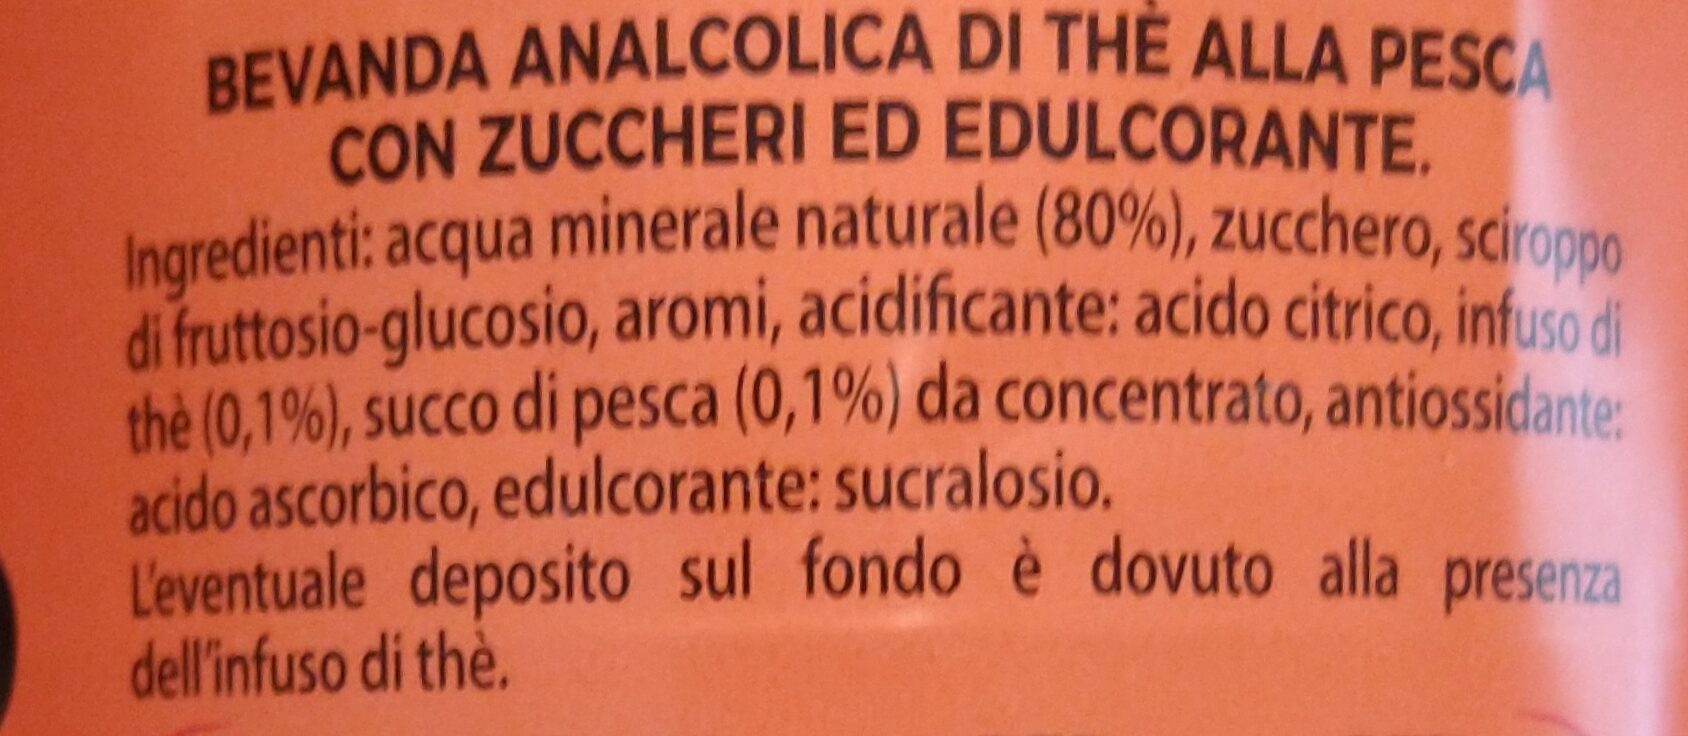 BEVANDA ANALCOLICA DI THÈ ALLA PESCA
CON ZUCCHERI ED EDULCORANTE.
Ingredienti: acqua minerale naturale (80%), zucchero, sciroppo
di fruttosio-glucosio, aromi, acidificante: acido citrico, infuso di
thè (0,1%), succo di pesca (0,1%) da concentrato, antiossidante:
acido ascorbico, edulcorante: sucralosio.
L'eventuale deposito sul fondo è dovuto alla presenza
dell'infuso di thè.